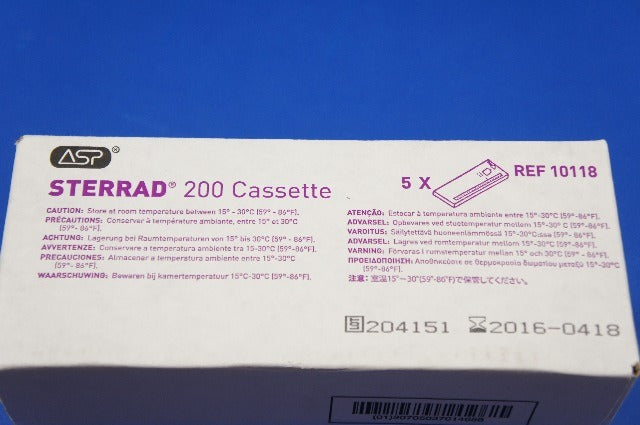 ASP®
STERRAD® 200 Cassette
5 X
REF 10118
CAUTION: Store at room temperature between 15° - 30°C (59° - 86°F).
PRÉCAUTIONS: Conserver à température ambiante, entre 15° et 30°C
(59° - 86°F).
ACHTUNG: Lagerung bei Raumtemperaturen von 15° bis 30°C (59° - 86°F).
AVVERTENZE: Conservare a temperatura ambiente tra 15-30°C (59°-86°F).
PRECAUCIONES: Almacenar a temperatura ambiente entre 15°-30°C
(59° - 86°F).
WAARSCHUWING: Bewaren bij kamertemperatuur 15°C-30°C (59°-86°F).
ATENÇÃO: Estocar à temperatura ambiente entre 15°-30°C (59°-86°F).
ADVARSEL: Opbevares ved stuetemperatur mellem 15°-30° C (59°-86°F).
VAROITUS: Säilytettävä huoneenlämmössä 15°-30°C:ssa (59°- 86°F).
ADVARSEL: Lagres ved romtemperatur mellom 15°-30°C (59°-86°F).
VARNING: Förvaras i rumstemperatur mellan 15° och 30°C (59° - 86°F).
ΠΡΟΕΙΔΟΠΟΙΗΣΗ: Αποθηκεύστε σε θερμοκρασία δωματίου μεταξύ 15°-30°C
(59°-86°F).
注意: 室温15°~30°(59°-86°F)で保管してください。
204151 2016-0418